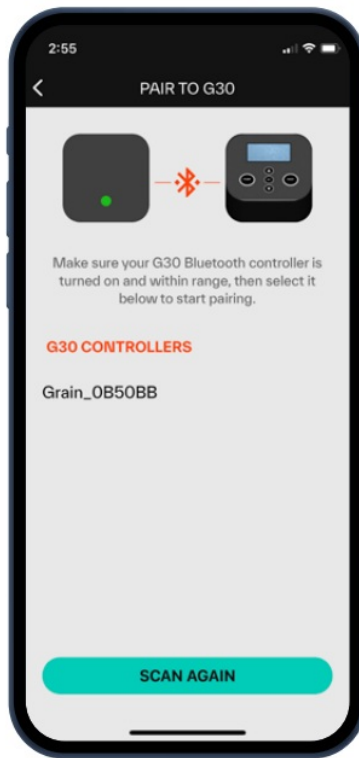 2:55
PAIR TO G30
Make sure your G30 Bluetooth controller is
turned on and within range, then select it
below to start pairing.
G30 CONTROLLERS
Grain_0B50BB
SCAN AGAIN